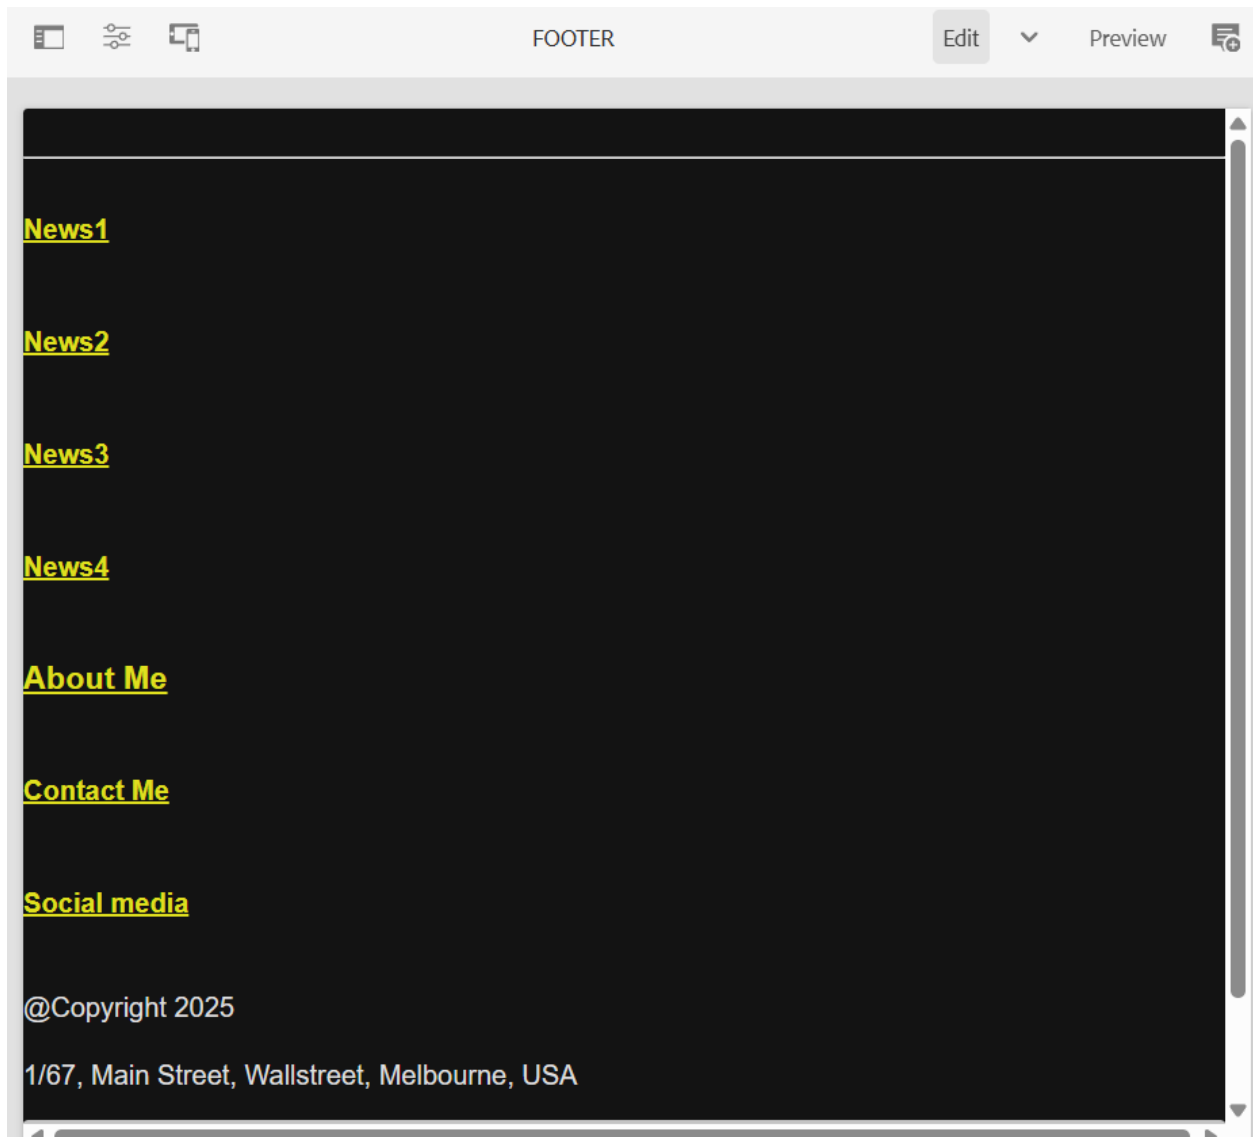 FOOTER
Edit
Preview
News1
News2
News3
News4
About Me
Contact Me
Social media
@Copyright 2025
1/67, Main Street, Wallstreet, Melbourne, USA